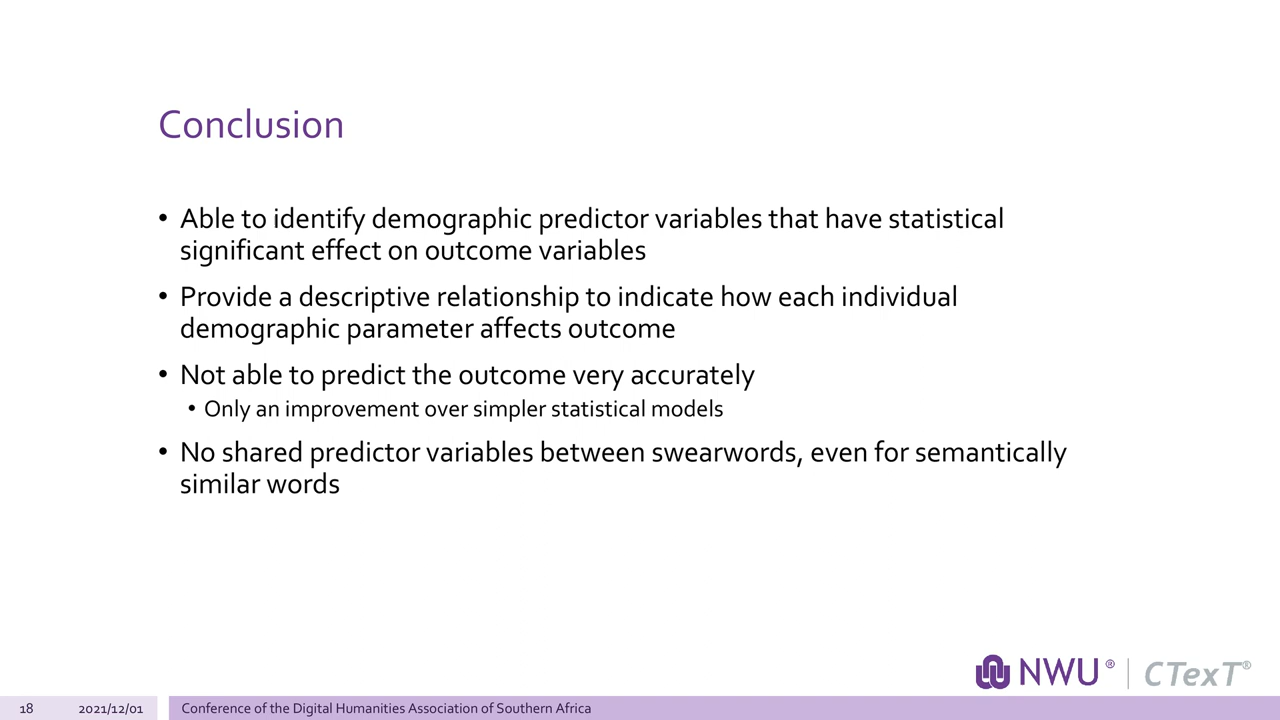 Conclusion
• Able to identify demographic predictor variables that have statistical
significant effect on outcome variables
• Provide a descriptive relationship to indicate how each individual
demographic parameter affects outcome
• Not able to predict the outcome very accurately
• Only an improvement over simpler statistical models
• No shared predictor variables between swearwords, even for semantically
similar words
NWU® | CTexT®
18 2021/12/01 Conference of the Digital Humanities Association of Southern Africa